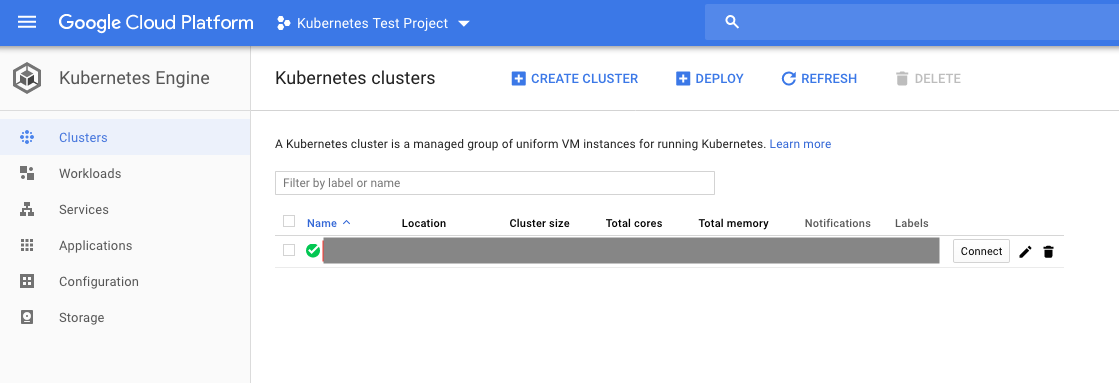 Google Cloud Platform
Kubernetes Test Project
Kubernetes Engine
Kubernetes clusters
CREATE CLUSTER
DEPLOY
REFRESH
DELETE
Clusters
Workloads
Services
Applications
Configuration
Storage
A Kubernetes cluster is a managed group of uniform VM instances for running Kubernetes. Learn more
Filter by label or name
Name Location Cluster size Total cores Total memory Notifications Labels
Connect